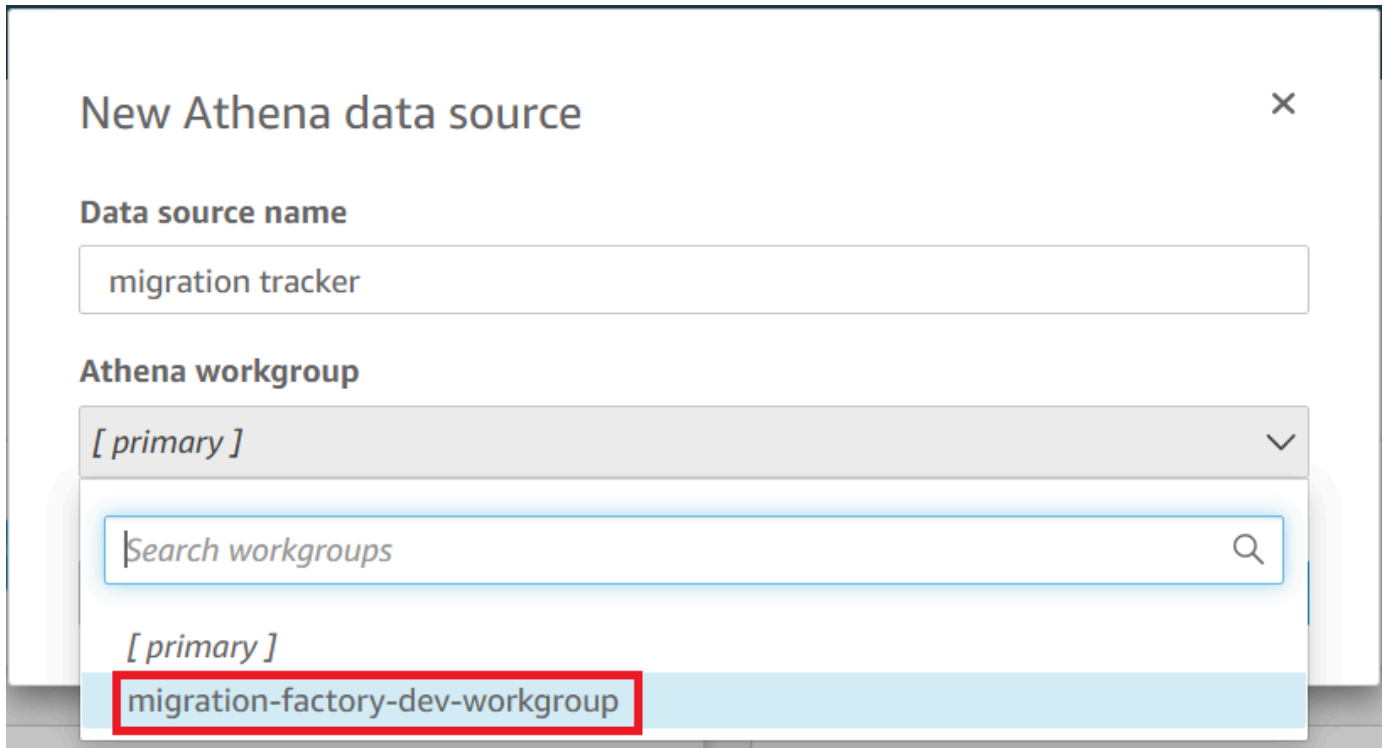 New Athena data source
Data source name
migration tracker
Athena workgroup
[ primary ]
Search workgroups
[ primary ]
migration-factory-dev-workgroup